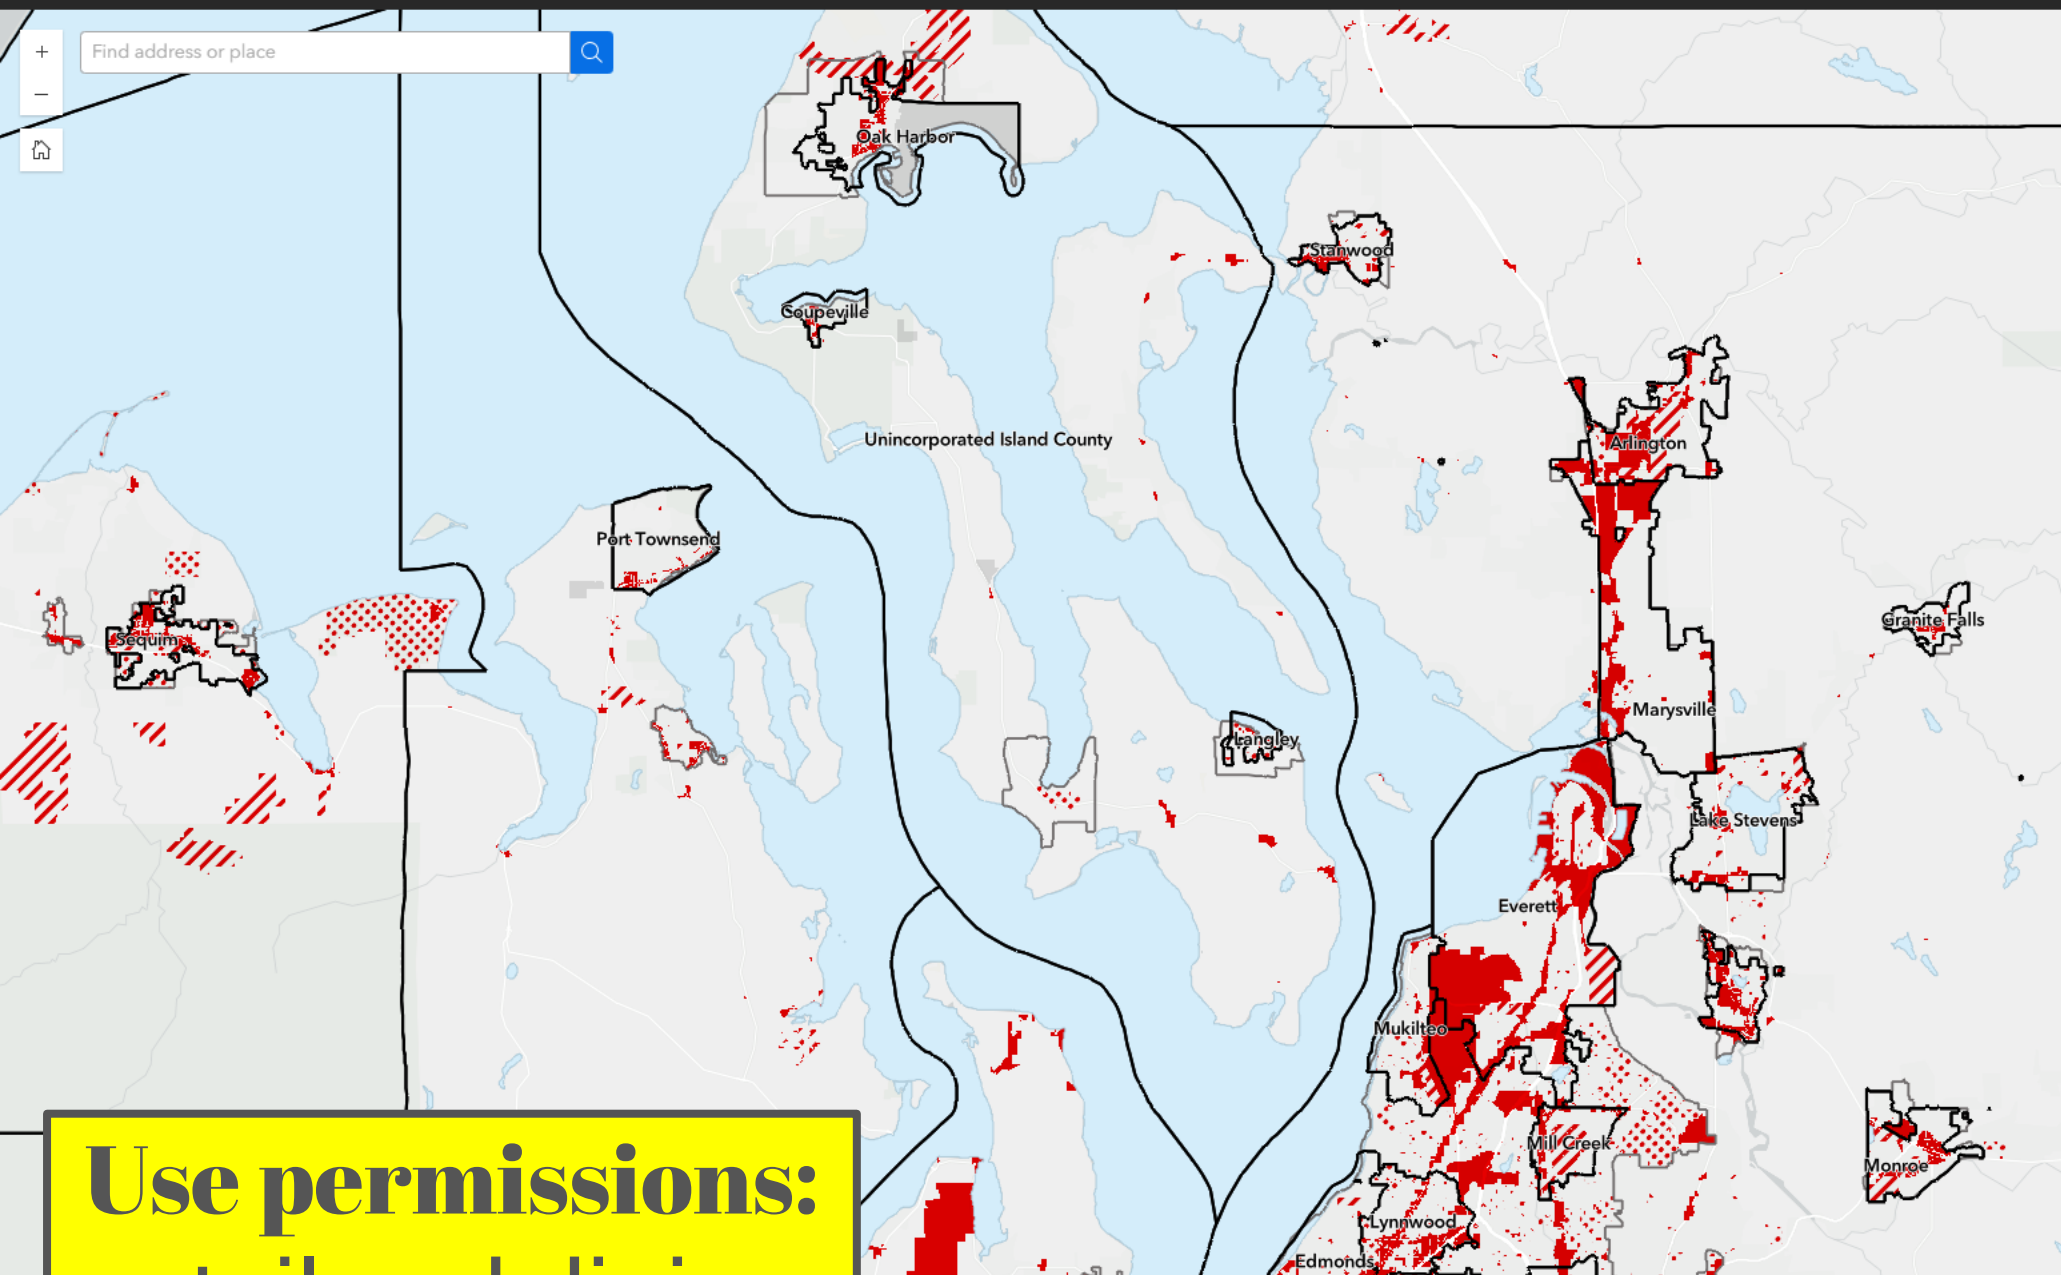 +
Find address or place
−
Oak Harbor
Stanwood
Coupeville
Unincorporated Island County
Arlington
Port Townsend
Granite Falls
Sequim
Marysville
Langley
Lake Stevens
Everett
Mukilteo
Mill Creek
Monroe
Use permissions:
Lynnwood
Edmonds